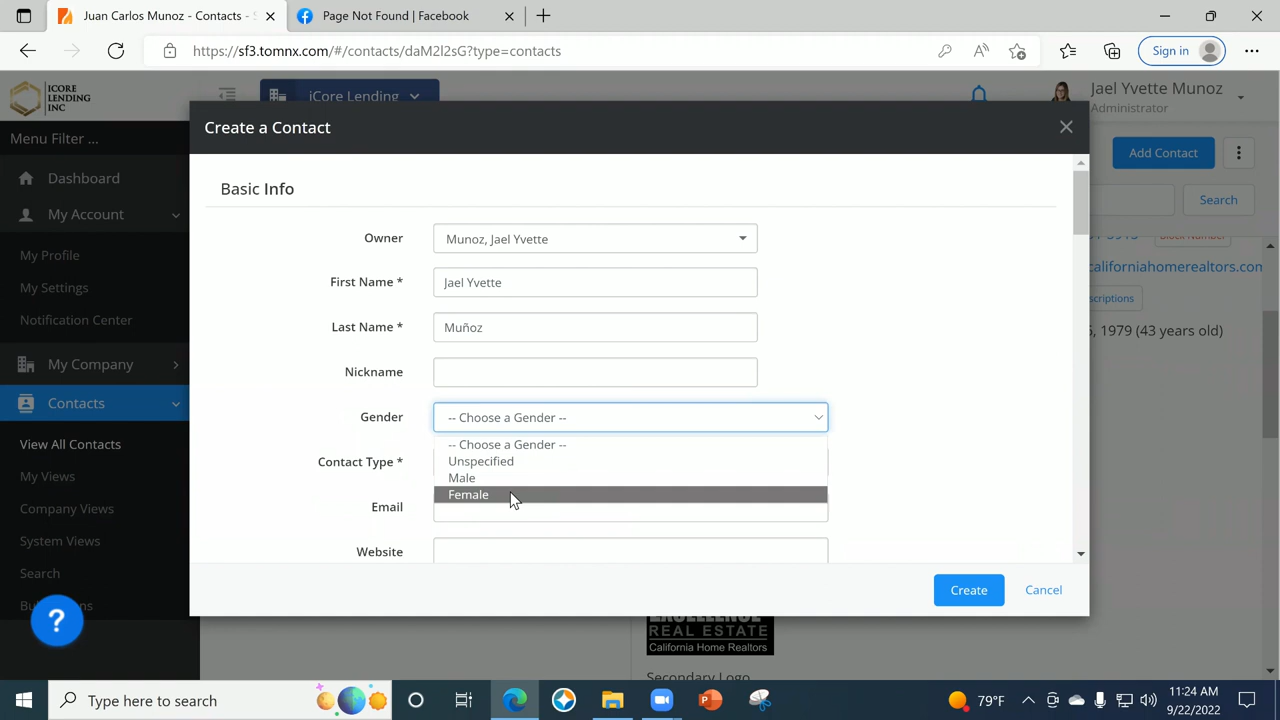 Juan Carlos Munoz - Contacts - S
Page Not Found | Facebook
https://sf3.tomnx.com/#/contacts/daM2l2sG?type=contacts
Sign in
ICORE
LENDING
INC
iCore Lending
Jael Yvette Munoz
Administrator
Menu Filter ...
Dashboard
My Account
My Profile
My Settings
Notification Center
My Company
Contacts
View All Contacts
My Views
Company Views
System Views
Search
?
Create a Contact
Add Contact
Search
Block Number
californiahomerealtors.com
scriptions
, 1979 (43 years old)
Basic Info
Owner
Munoz, Jael Yvette
First Name *
Jael Yvette
Last Name *
Muñoz
Nickname
Gender
-- Choose a Gender --
-- Choose a Gender --
Unspecified
Male
Female
Contact Type *
Email
Website
Create
Cancel
EXCELLENCE
REAL ESTATE
California Home Realtors
Secondary Logo
Type here to search
79°F
11:24 AM
9/22/2022